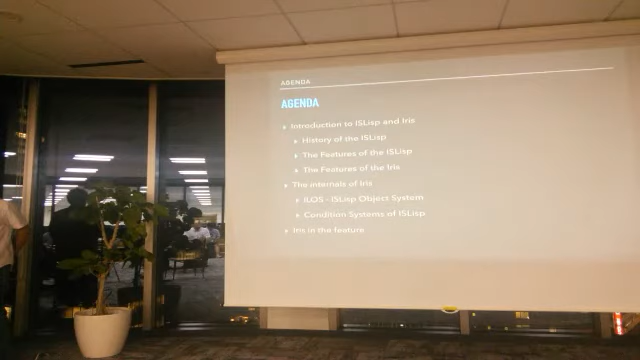 AGENDA
AGENDA
Introduction to ISLisp and Iris
History of the ISLisp
The Features of the ISLisp
The Features of the Iris
The internals of Iris
ILOS - ISLisp Object System
Condition Systems of ISLisp
Iris in the feature